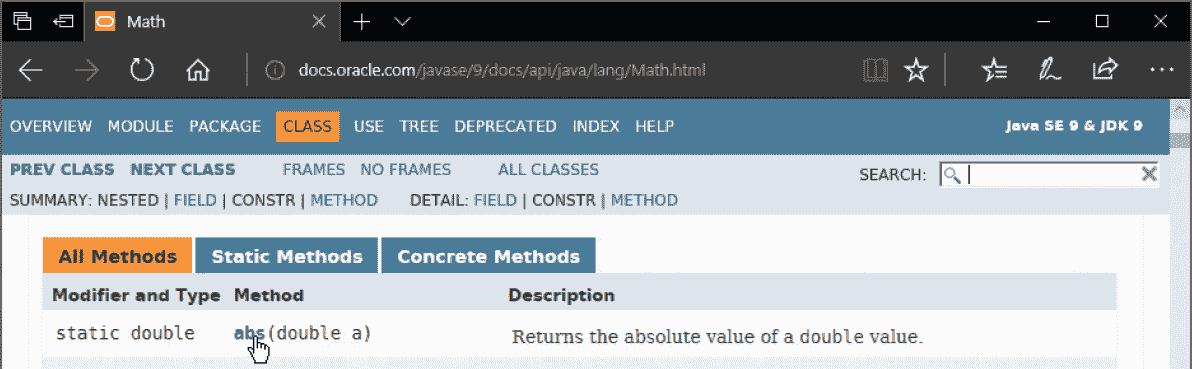 Math
docs.oracle.com/javase/9/docs/api/java/lang/Math.html
OVERVIEW MODULE PACKAGE CLASS USE TREE DEPRECATED INDEX HELP Java SE 9 & JDK 9
PREV CLASS NEXT CLASS FRAMES NO FRAMES ALL CLASSES SEARCH:
SUMMARY: NESTED | FIELD | CONSTR | METHOD DETAIL: FIELD | CONSTR | METHOD
All Methods Static Methods Concrete Methods
Modifier and Type Method Description
static double abs(double a) Returns the absolute value of a double value.